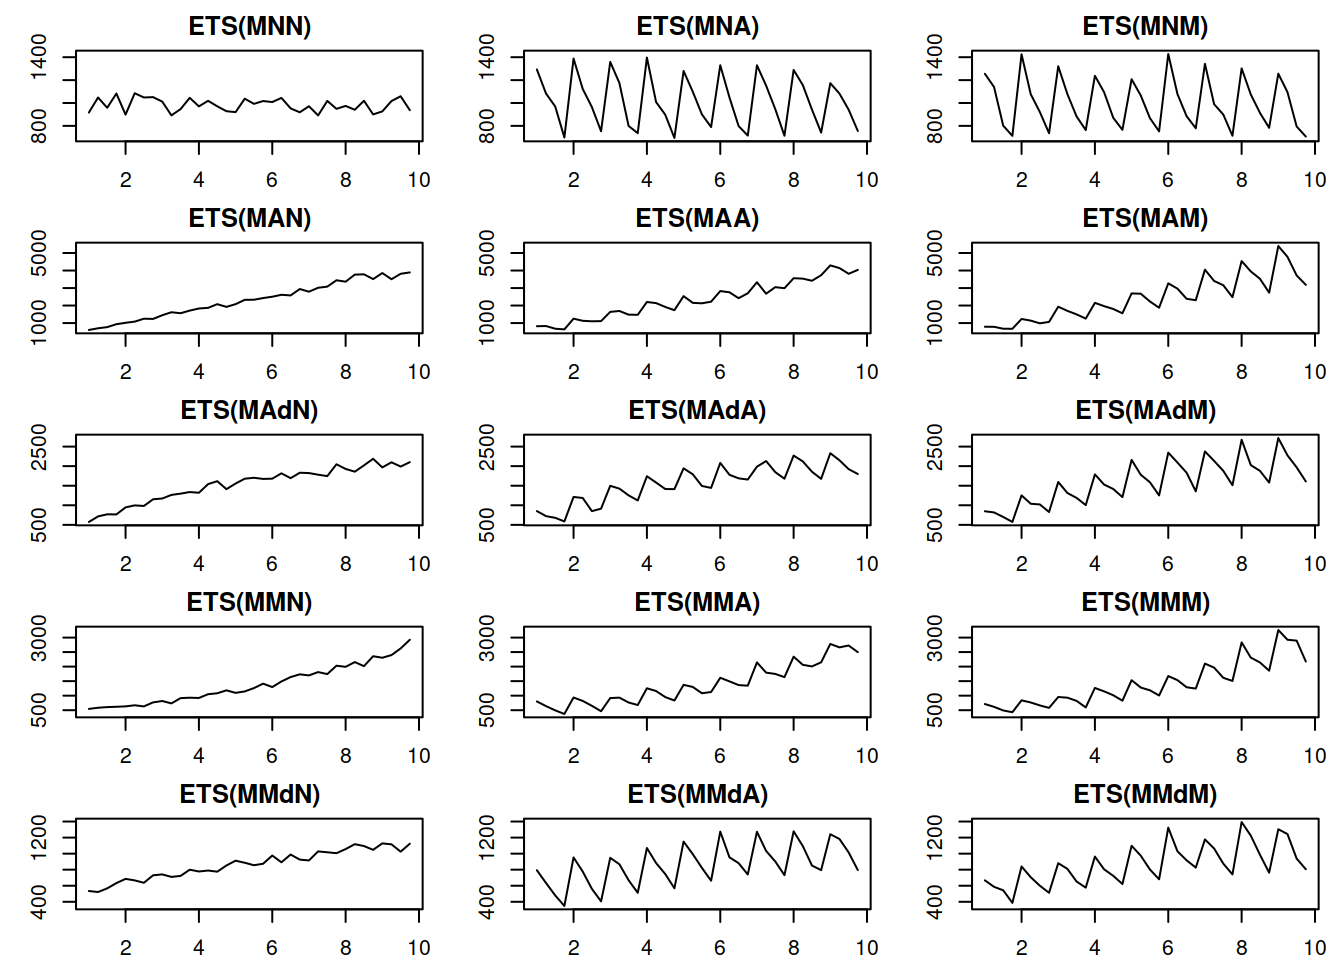 ETS(MNN) ETS(MNA) ETS(MNM)
1400 1400 1400
800 800 800
2 4 6 8 10 2 4 6 8 10 2 4 6 8 10
ETS(MAN) ETS(MAA) ETS(MAM)
5000 5000 5000
1000 1000 1000
2 4 6 8 10 2 4 6 8 10 2 4 6 8 10
ETS(MAdN) ETS(MAdA) ETS(MAdM)
2500 2500 2500
500 500 500
2 4 6 8 10 2 4 6 8 10 2 4 6 8 10
ETS(MMN) ETS(MMA) ETS(MMM)
3000 3000 3000
500 500 500
2 4 6 8 10 2 4 6 8 10 2 4 6 8 10
ETS(MMdN) ETS(MMdA) ETS(MMdM)
1200 1200 1200
400 400 400
2 4 6 8 10 2 4 6 8 10 2 4 6 8 10